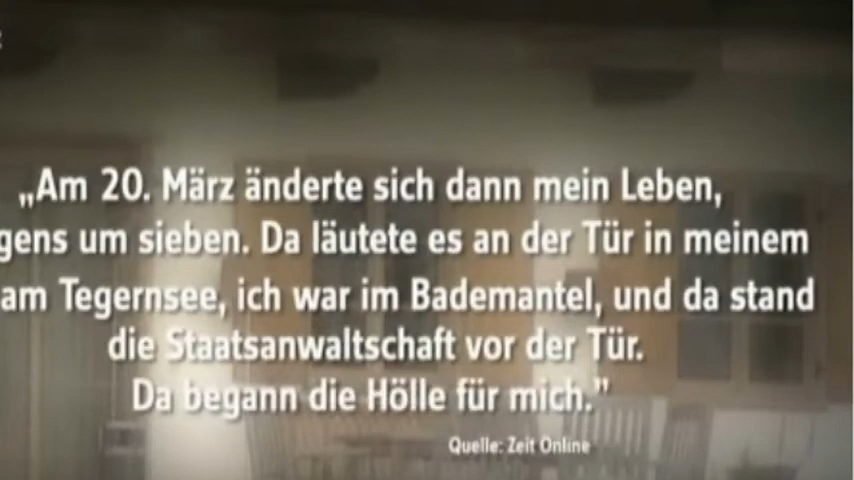 „Am 20. März änderte sich dann mein Leben,
gens um sieben. Da läutete es an der Tür in meinem
am Tegernsee, ich war im Bademantel, und da stand
die Staatsanwaltschaft vor der Tür.
Da begann die Hölle für mich.”
Quelle: Zeit Online